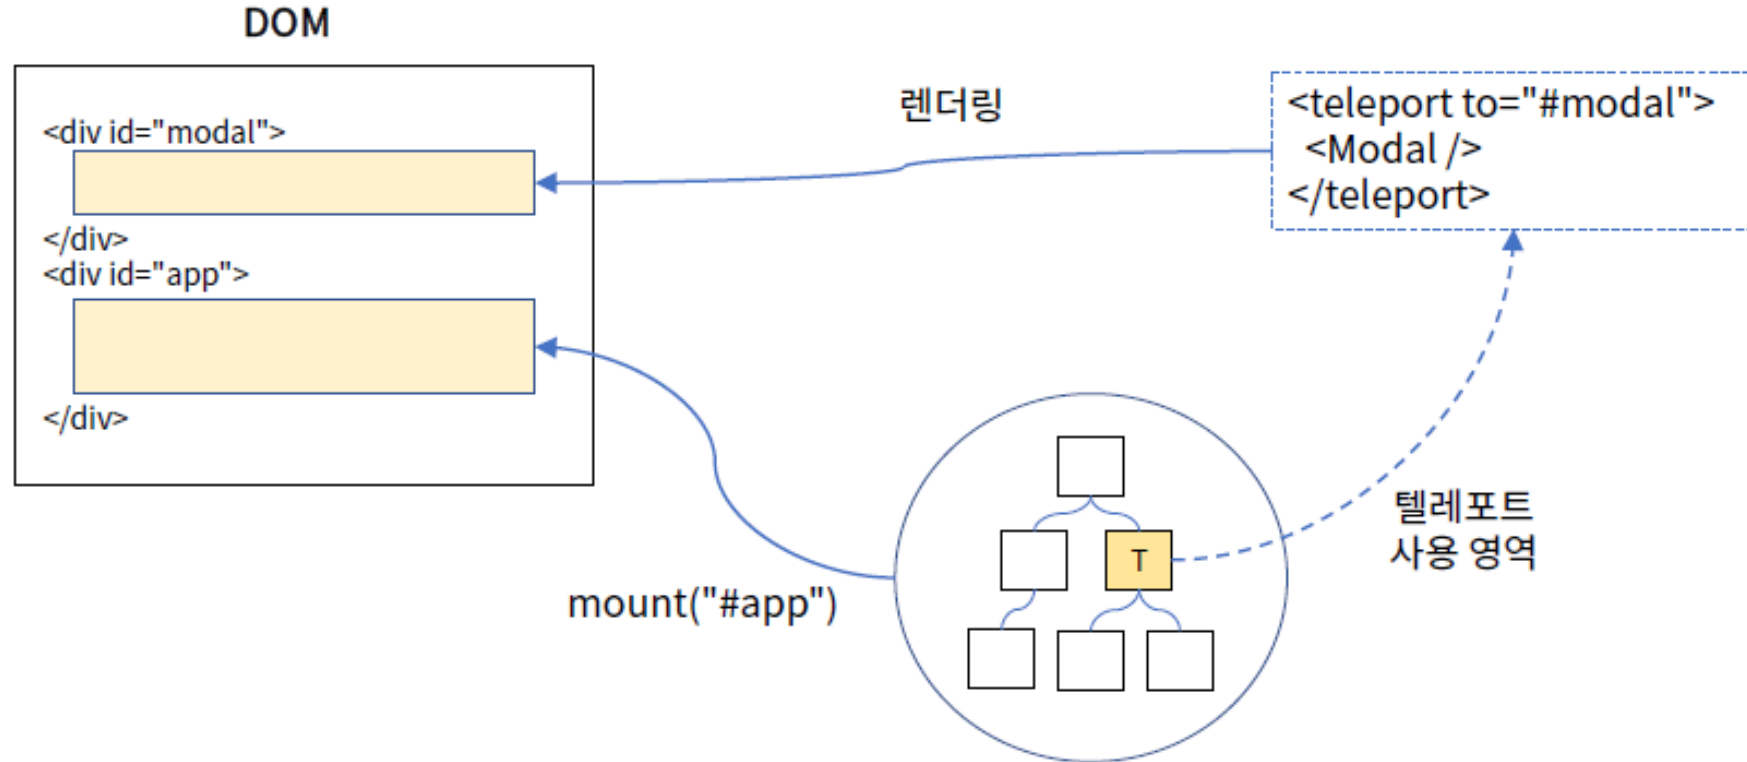 DOM
<div id="modal">
</div>
<div id="app">
</div>
렌더링
<teleport to="#modal">
<Modal />
</teleport>
mount("#app")
T
텔레포트
사용 영역